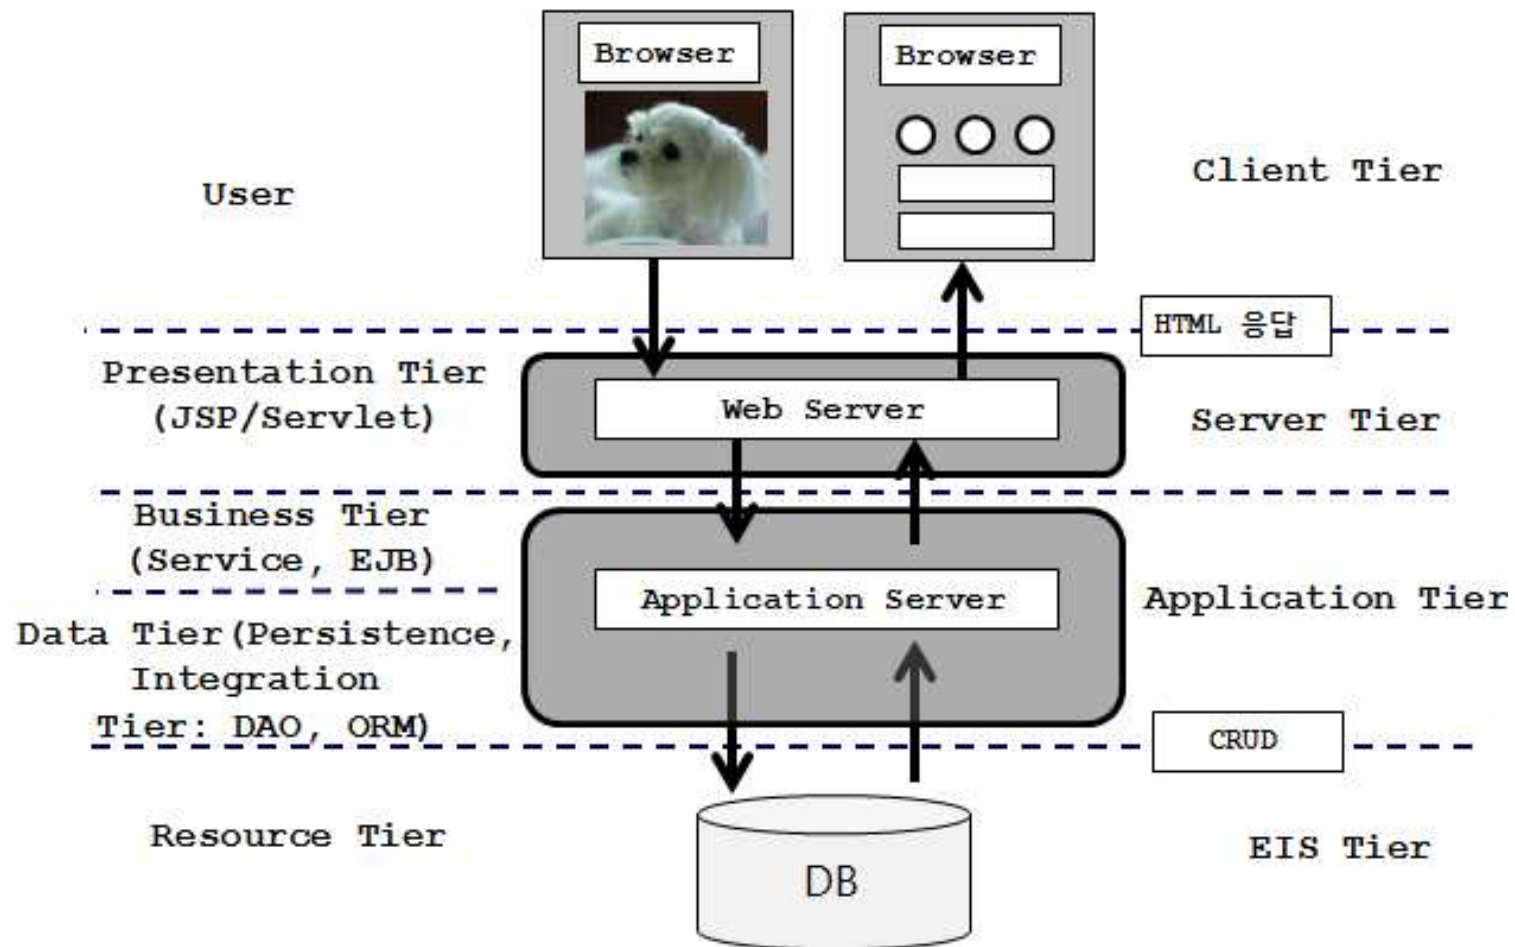 Browser
Browser
User
Client Tier
HTML 응답
Presentation Tier
(JSP/Servlet)
Web Server
Server Tier
Business Tier
(Service, EJB)
Application Server
Application Tier
Data Tier(Persistence,
Integration
Tier: DAO, ORM)
CRUD
Resource Tier
DB
EIS Tier